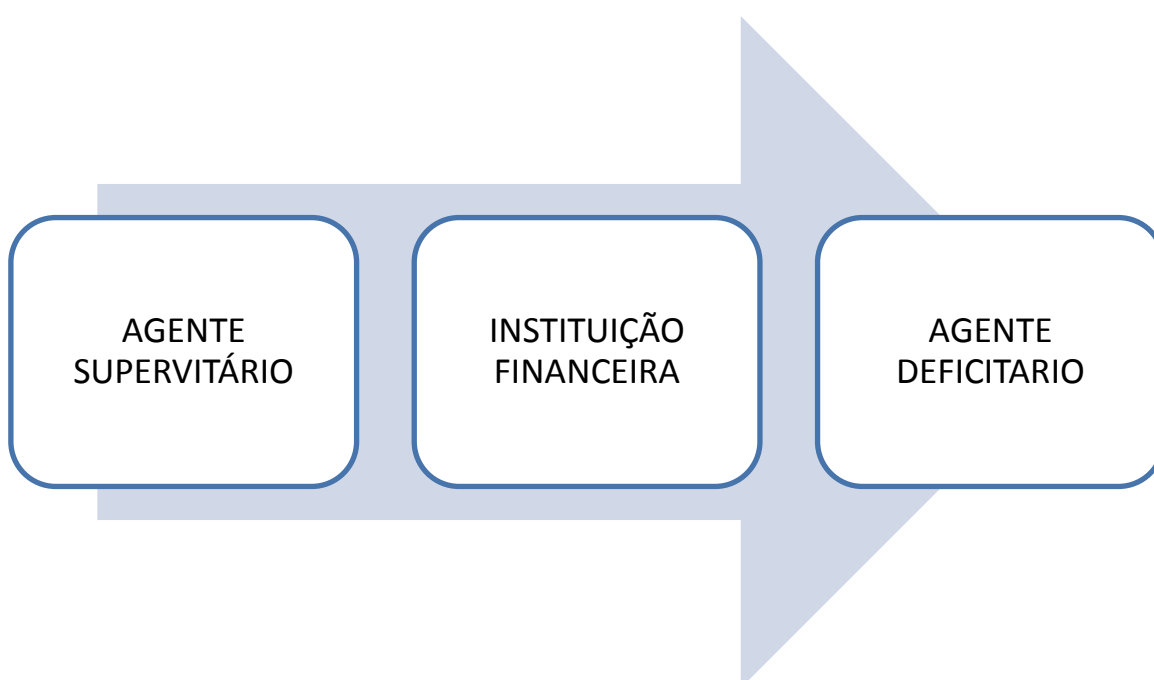 AGENTE
SUPERVITÁRIO
INSTITUIÇÃO
FINANCEIRA
AGENTE
DEFICITARIO